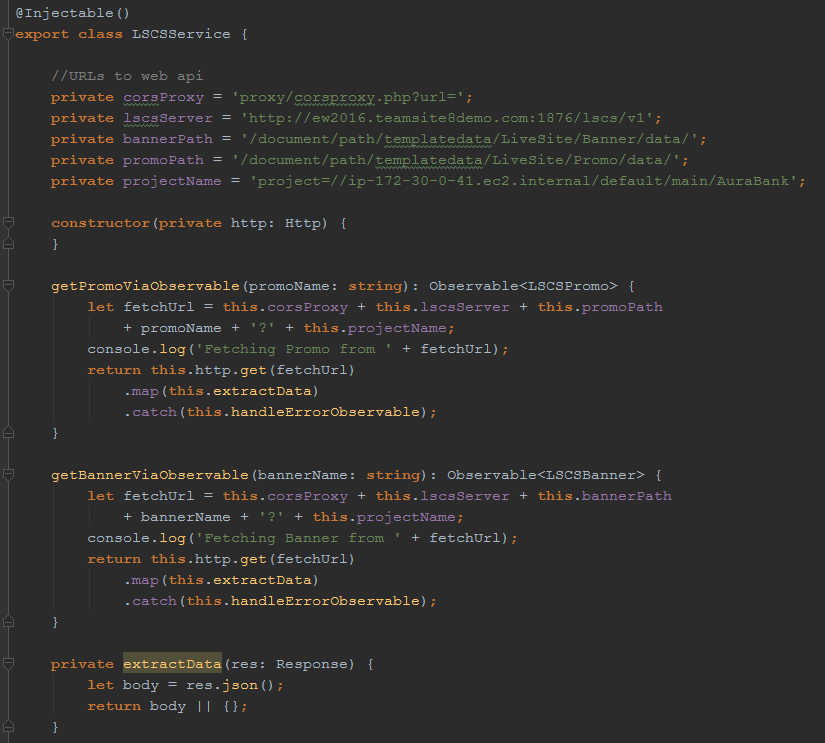 @Injectable()
export class LSCSService {
//URLs to web api
private corsProxy = 'proxy/corsproxy.php?url=';
private lscsServer = 'http://ew2016.teamsite8demo.com:1876/lscs/v1';
private bannerPath = '/document/path/templatedata/LiveSite/Banner/data/';
private promoPath = '/document/path/templatedata/LiveSite/Promo/data/';
private projectName = 'project=//ip-172-30-0-41.ec2.internal/default/main/AuraBank';
constructor(private http: Http) {
}
getPromoViaObservable(promoName: string): Observable<LSCSPromo> {
let fetchUrl = this.corsProxy + this.lscsServer + this.promoPath
+ promoName + '?' + this.projectName;
console.log('Fetching Promo from ' + fetchUrl);
return this.http.get(fetchUrl)
.map(this.extractData)
.catch(this.handleErrorObservable);
}
getBannerViaObservable(bannerName: string): Observable<LSCSBanner> {
let fetchUrl = this.corsProxy + this.lscsServer + this.bannerPath
+ bannerName + '?' + this.projectName;
console.log('Fetching Banner from ' + fetchUrl);
return this.http.get(fetchUrl)
.map(this.extractData)
.catch(this.handleErrorObservable);
}
private extractData(res: Response) {
let body = res.json();
return body || {};
}